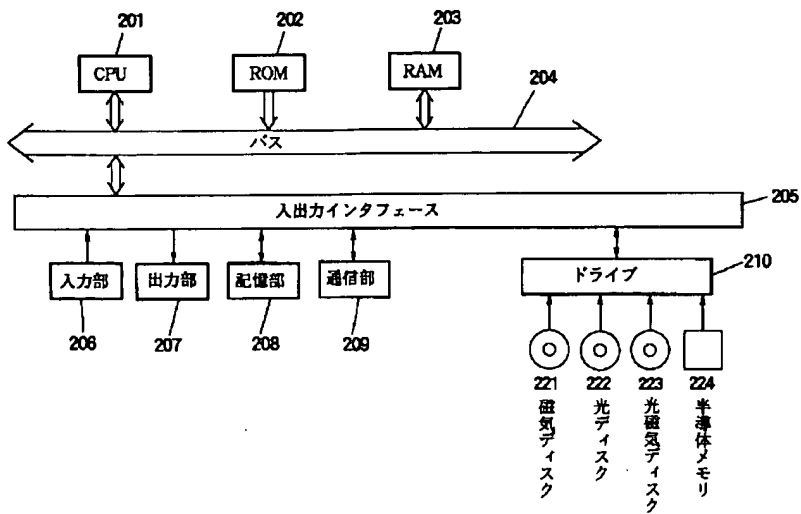 201
202
203
CPU
ROM
RAM
204
バス
205
入出力インタフェース
入力部
出力部
記憶部
通信部
ドライブ
210
206
207
208
209
221
222
223
224
磁気ディスク
光ディスク
光磁気ディスク
半導体メモリ